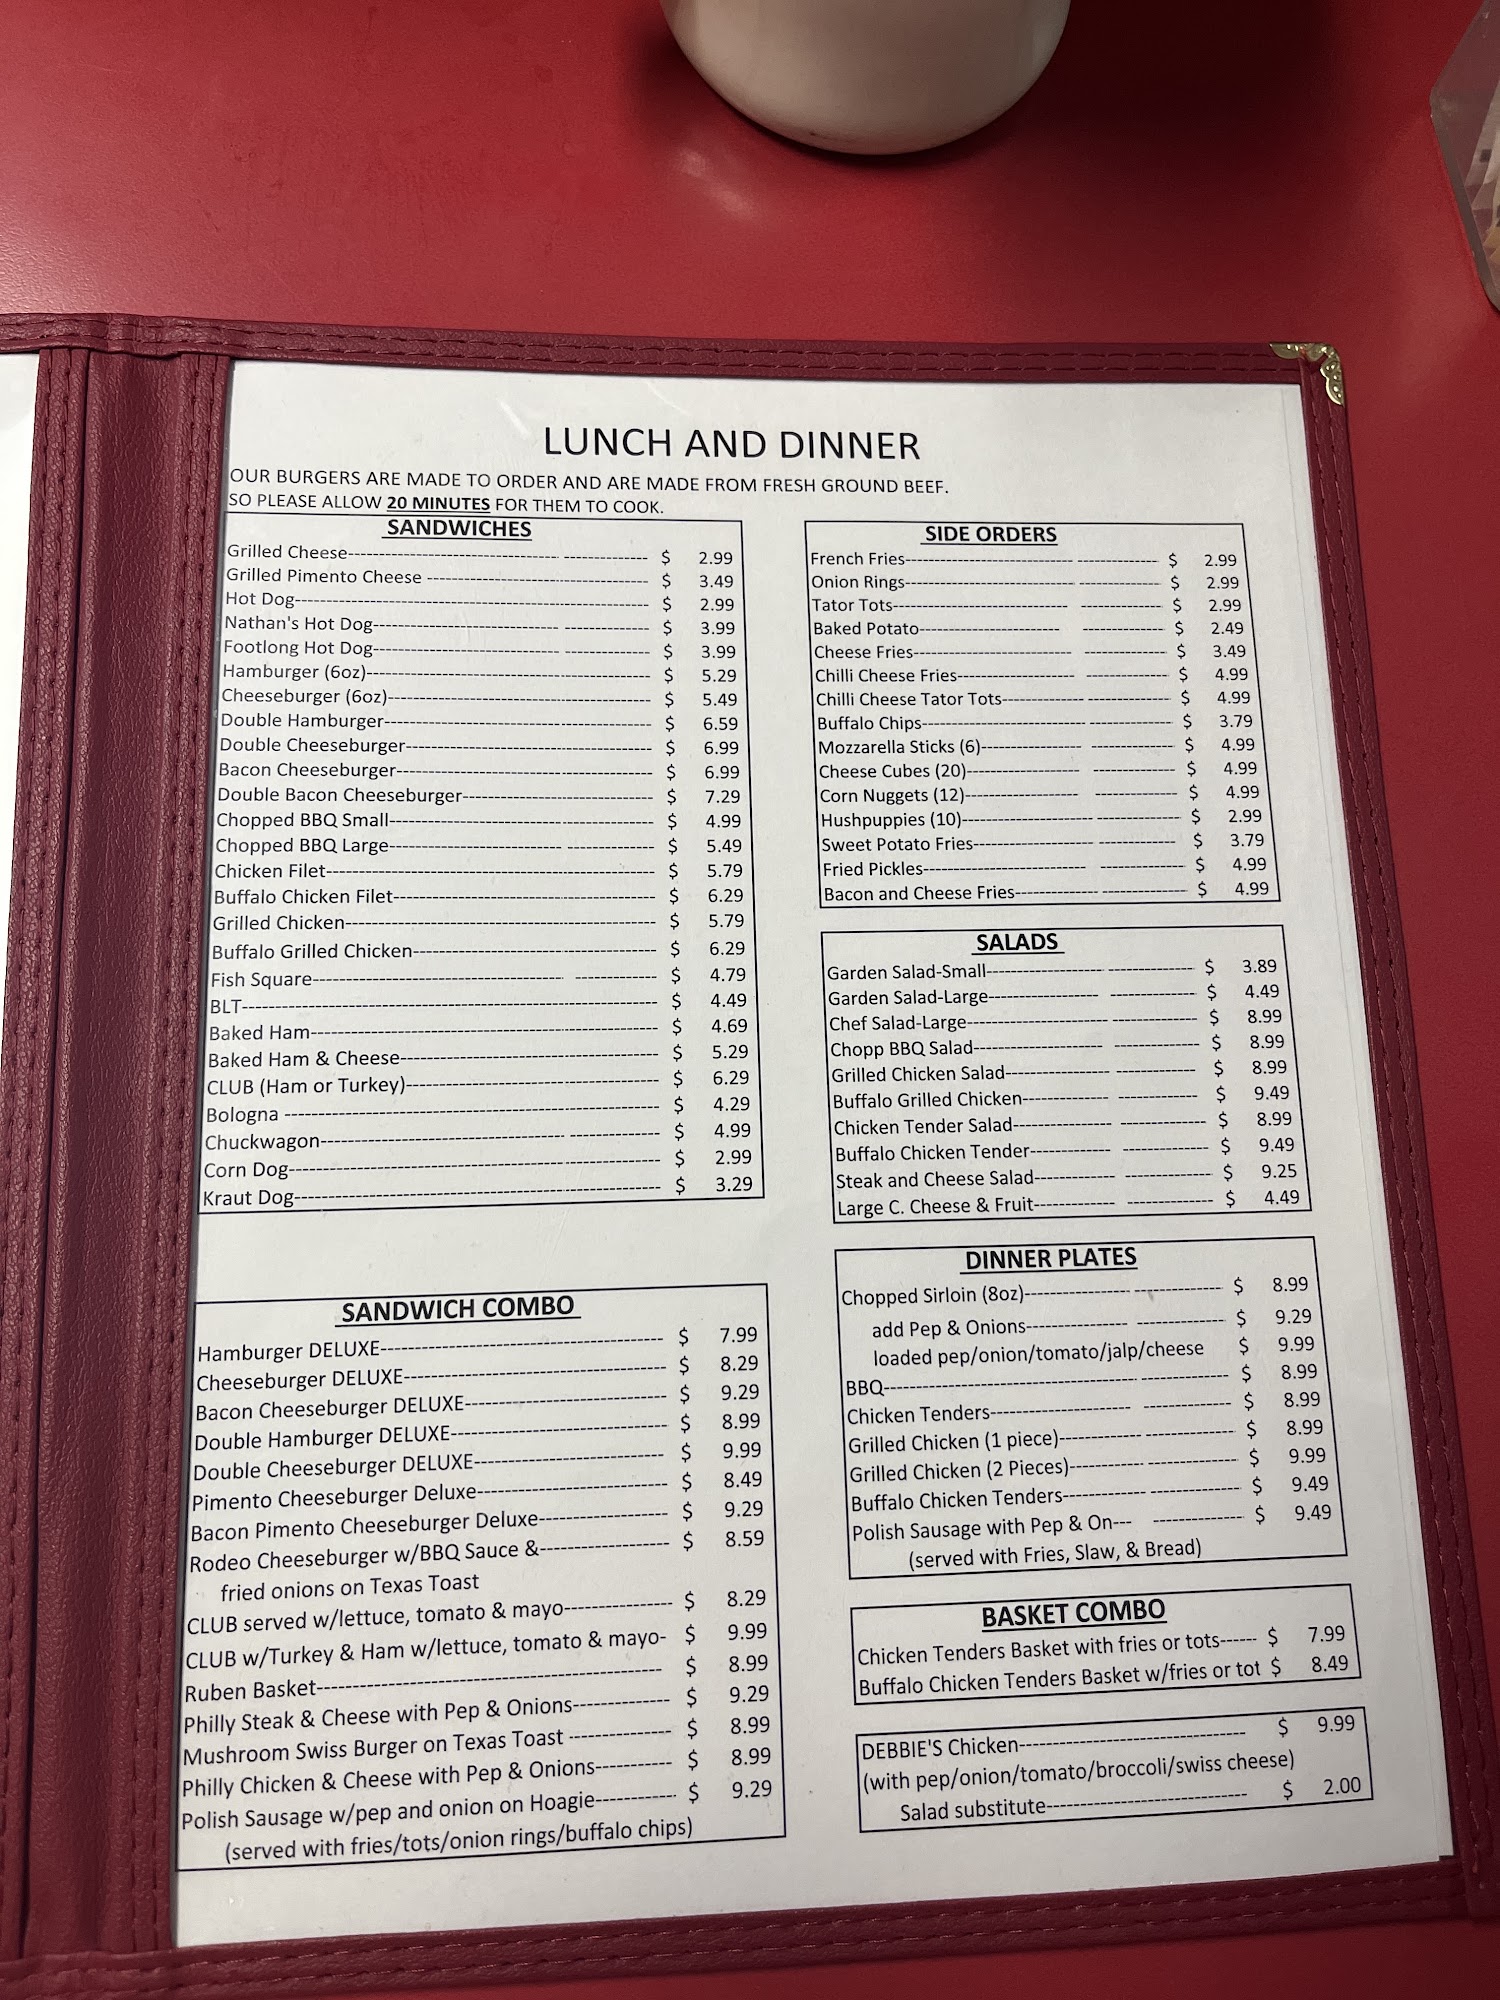 LUNCH AND DINNER
OUR BURGERS ARE MADE TO ORDER AND ARE MADE FROM FRESH GROUND BEEF.
SO PLEASE ALLOW 20 MINUTES FOR THEM TO COOK.
SANDWICHES
Grilled Cheese $ 2.99
Grilled Pimento Cheese $ 3.49
Hot Dog $ 2.99
Nathan's Hot Dog $ 3.99
Footlong Hot Dog $ 3.99
Hamburger (6oz) $ 5.29
Cheeseburger (6oz) $ 5.49
Double Hamburger $ 6.59
Double Cheeseburger $ 6.99
Bacon Cheeseburger $ 6.99
Double Bacon Cheeseburger $ 7.29
Chopped BBQ Small $ 4.99
Chopped BBQ Large $ 5.49
Chicken Filet $ 5.79
Buffalo Chicken Filet $ 6.29
Grilled Chicken $ 5.79
Buffalo Grilled Chicken $ 6.29
Fish Square $ 4.79
BLT $ 4.49
Baked Ham $ 4.69
Baked Ham & Cheese $ 5.29
CLUB (Ham or Turkey) $ 6.29
Bologna $ 4.29
Chuckwagon $ 4.99
Corn Dog $ 2.99
Kraut Dog $ 3.29
SANDWICH COMBO
Hamburger DELUXE $ 7.99
Cheeseburger DELUXE $ 8.29
Bacon Cheeseburger DELUXE $ 9.29
Double Hamburger DELUXE $ 8.99
Double Cheeseburger DELUXE $ 9.99
Pimento Cheeseburger Deluxe $ 8.49
Bacon Pimento Cheeseburger Deluxe $ 9.29
Rodeo Cheeseburger w/BBQ Sauce & $ 8.59
fried onions on Texas Toast
CLUB served w/lettuce, tomato & mayo $ 8.29
CLUB w/Turkey & Ham w/lettuce, tomato & mayo- $ 9.99
Ruben Basket $ 8.99
Philly Steak & Cheese with Pep & Onions $ 9.29
Mushroom Swiss Burger on Texas Toast $ 8.99
Philly Chicken & Cheese with Pep & Onions $ 8.99
Polish Sausage w/pep and onion on Hoagie $ 9.29
(served with fries/tots/onion rings/buffalo chips)
SIDE ORDERS
French Fries $ 2.99
Onion Rings $ 2.99
Tator Tots $ 2.99
Baked Potato $ 2.49
Cheese Fries $ 3.49
Chilli Cheese Fries $ 4.99
Chilli Cheese Tator Tots $ 4.99
Buffalo Chips $ 3.79
Mozzarella Sticks (6) $ 4.99
Cheese Cubes (20) $ 4.99
Corn Nuggets (12) $ 4.99
Hushpuppies (10) $ 2.99
Sweet Potato Fries $ 3.79
Fried Pickles $ 4.99
Bacon and Cheese Fries $ 4.99
SALADS
Garden Salad-Small $ 3.89
Garden Salad-Large $ 4.49
Chef Salad-Large $ 8.99
Chopp BBQ Salad $ 8.99
Grilled Chicken Salad $ 8.99
Buffalo Grilled Chicken $ 9.49
Chicken Tender Salad $ 8.99
Buffalo Chicken Tender $ 9.49
Steak and Cheese Salad $ 9.25
Large C. Cheese & Fruit $ 4.49
DINNER PLATES
Chopped Sirloin (8oz) $ 8.99
add Pep & Onions $ 9.29
loaded pep/onion/tomato/jalp/cheese $ 9.99
BBQ $ 8.99
Chicken Tenders $ 8.99
Grilled Chicken (1 piece) $ 8.99
Grilled Chicken (2 Pieces) $ 9.99
Buffalo Chicken Tenders $ 9.49
Polish Sausage with Pep & On--- $ 9.49
(served with Fries, Slaw, & Bread)
BASKET COMBO
Chicken Tenders Basket with fries or tots $ 7.99
Buffalo Chicken Tenders Basket w/fries or tot $ 8.49
DEBBIE'S Chicken $ 9.99
(with pep/onion/tomato/broccoli/swiss cheese)
Salad substitute $ 2.00